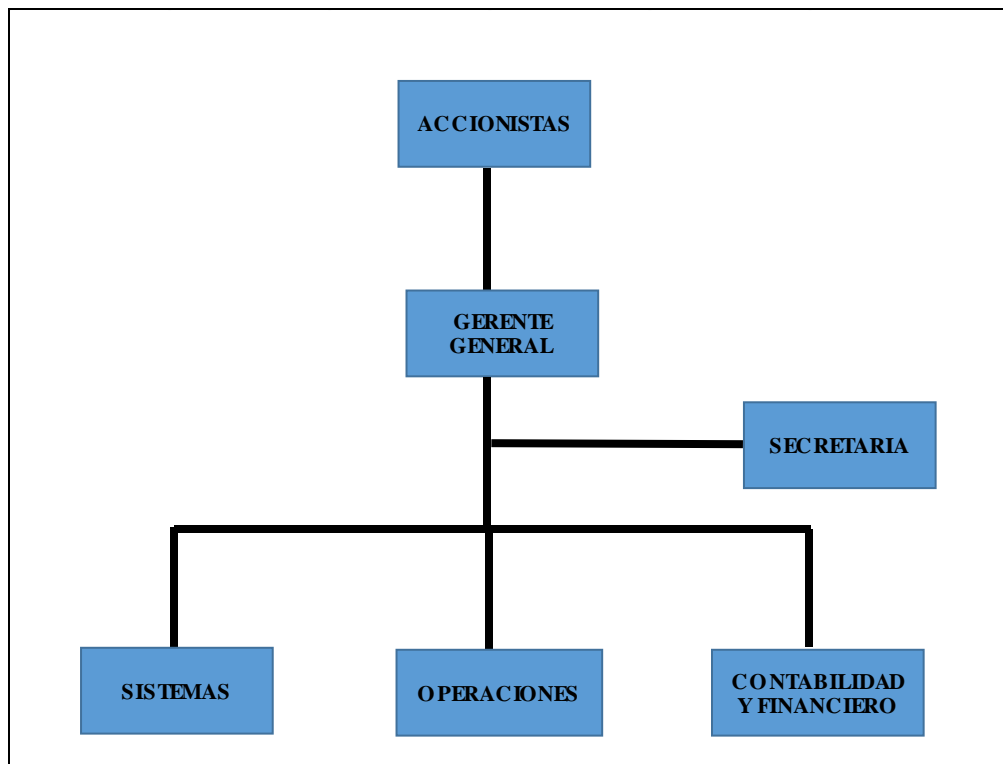 ACCIONISTAS
GERENTE
GENERAL
SECRETARIA
SISTEMAS
OPERACIONES
CONTABILIDAD
Y FINANCIERO